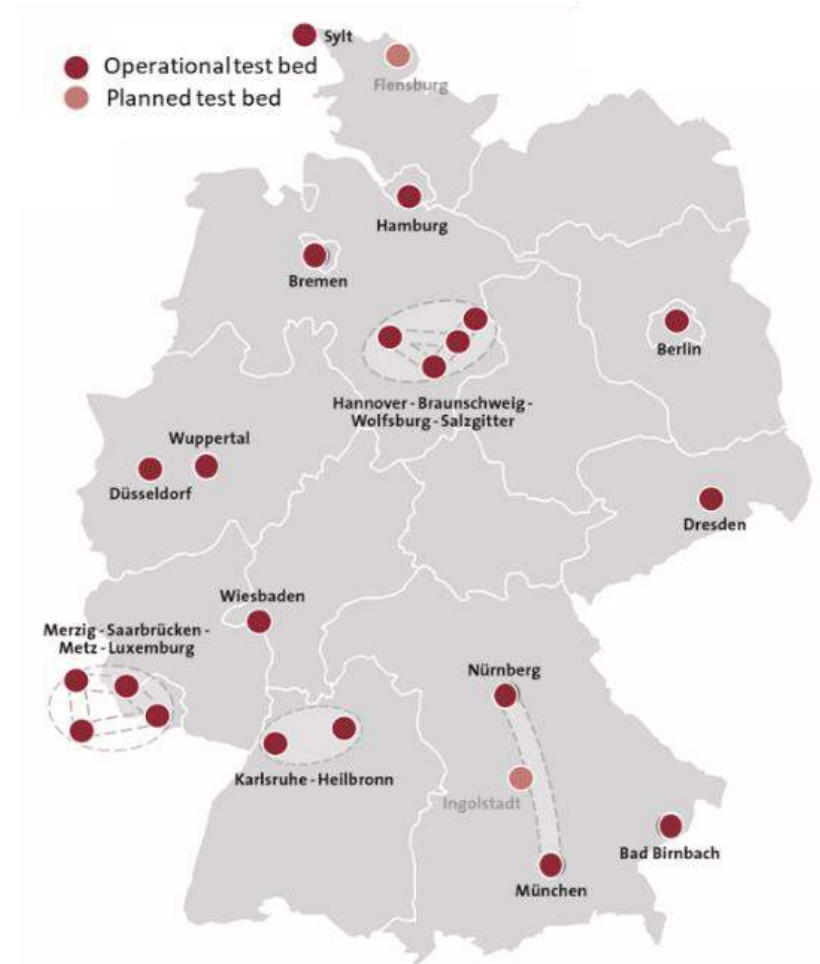 Sylt
Operational test bed
Planned test bed
Flensburg
Hamburg
Bremen
Berlin
Hannover - Braunschweig -
Wolfsburg - Salzgitter
Wuppertal
Düsseldorf
Dresden
Wiesbaden
Merzig - Saarbrücken -
Metz - Luxemburg
Nürnberg
Karlsruhe - Heilbronn
Ingolstadt
Bad Birnbach
München